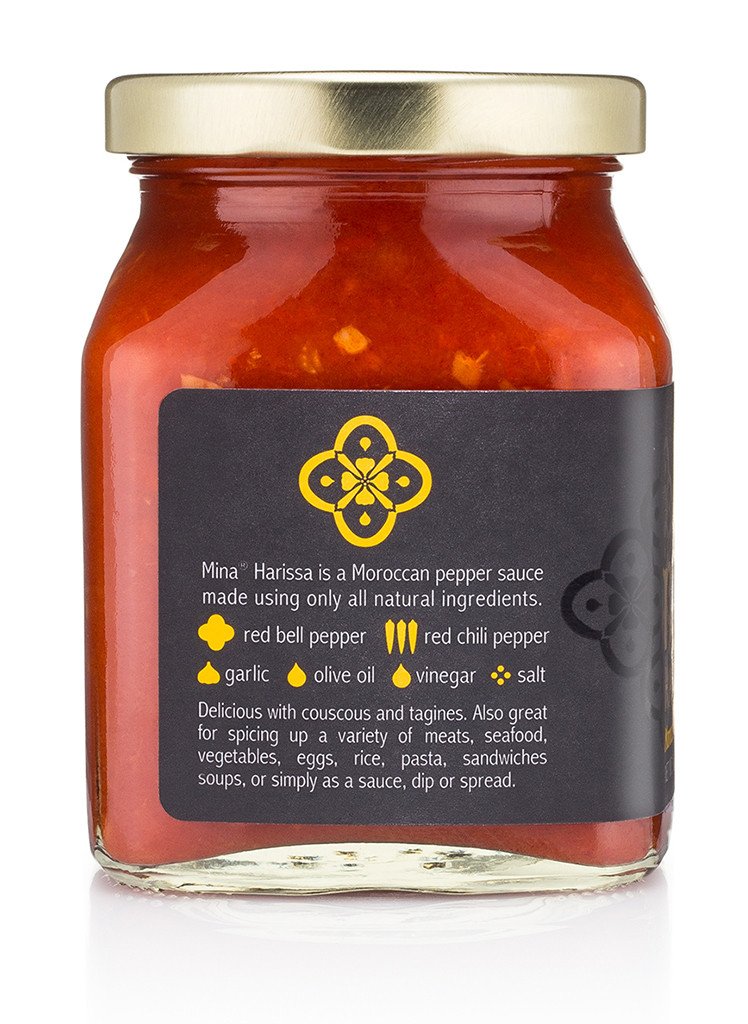 Mina® Harissa is a Moroccan pepper sauce
made using only all natural ingredients.
red bell pepper red chili pepper
garlic olive oil vinegar salt
Delicious with couscous and tagines. Also great
for spicing up a variety of meats, seafood,
vegetables, eggs, rice, pasta, sandwiches
soups, or simply as a sauce, dip or spread.